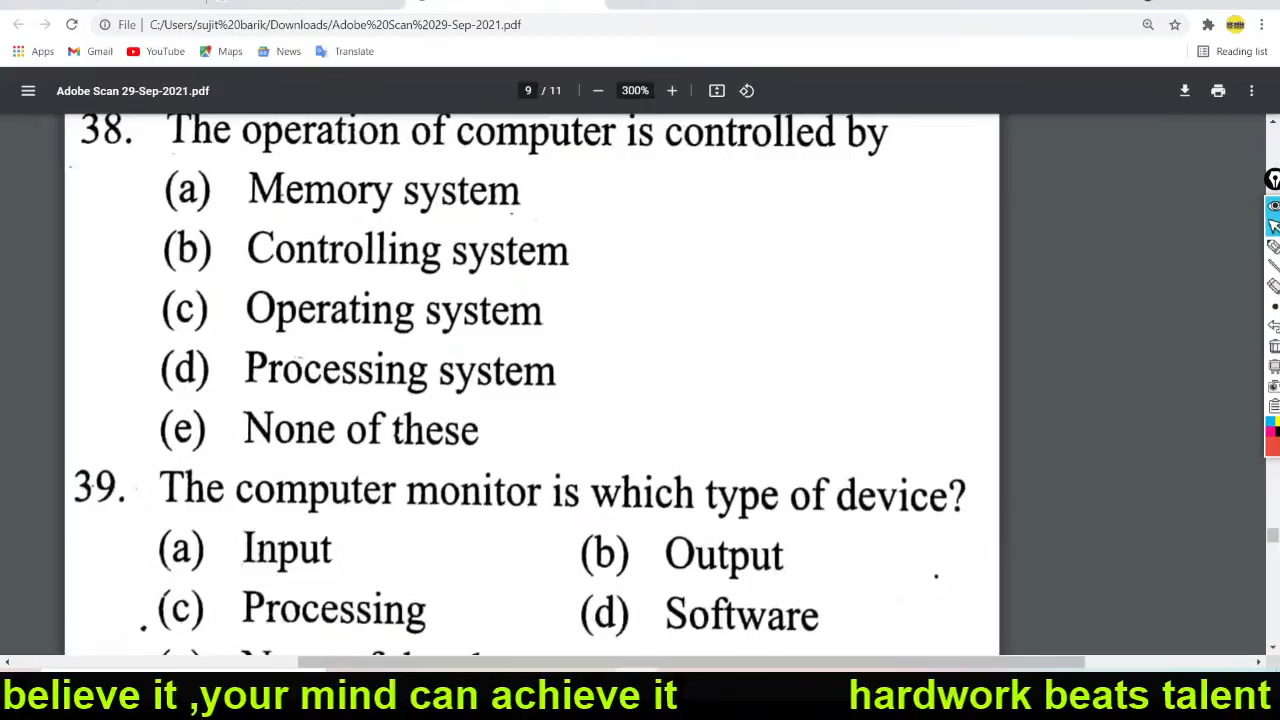 File | C:/Users/sujit%20barik/Downloads/Adobe%20Scan%2029-Sep-2021.pdf
Apps Gmail YouTube Maps News Translate Reading list
Adobe Scan 29-Sep-2021.pdf 9 / 11 — 300% +
38. The operation of computer is controlled by
(a) Memory system
(b) Controlling system
(c) Operating system
(d) Processing system
(e) None of these
39. The computer monitor is which type of device?
(a) Input (b) Output
(c) Processing (d) Software
believe it ,your mind can achieve it hardwork beats talent